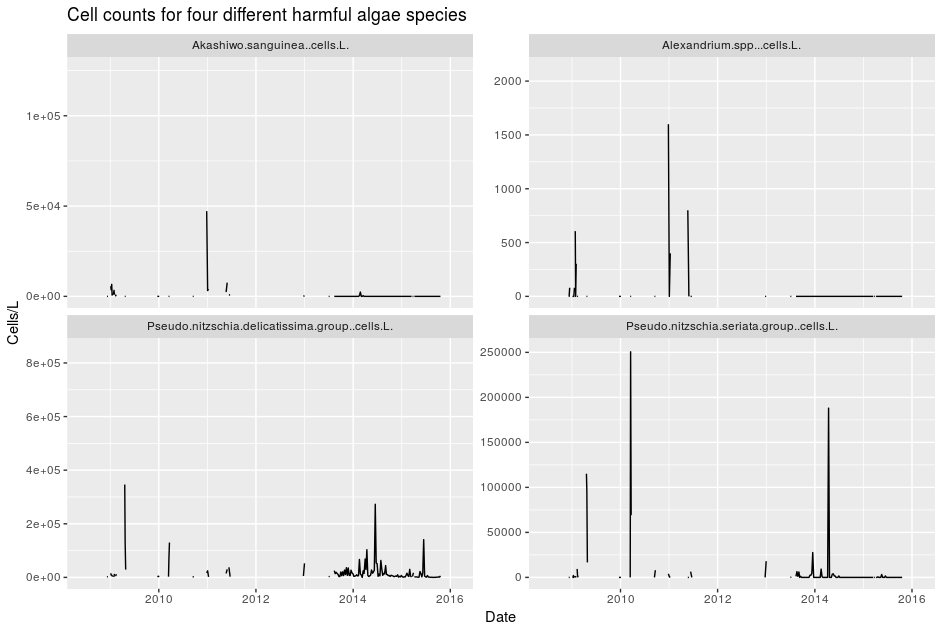 Cell counts for four different harmful algae species
Akashiwo.sanguinea..cells.L.
Alexandrium.spp...cells.L.
1e+05
5e+04
0e+00
2000
1500
1000
500
0
Cells/L
Pseudo.nitzschia.delicatissima.group..cells.L.
Pseudo.nitzschia.seriata.group..cells.L.
8e+05
6e+05
4e+05
2e+05
0e+00
250000
200000
150000
100000
50000
0
2010 2012 2014 2016
2010 2012 2014 2016
Date